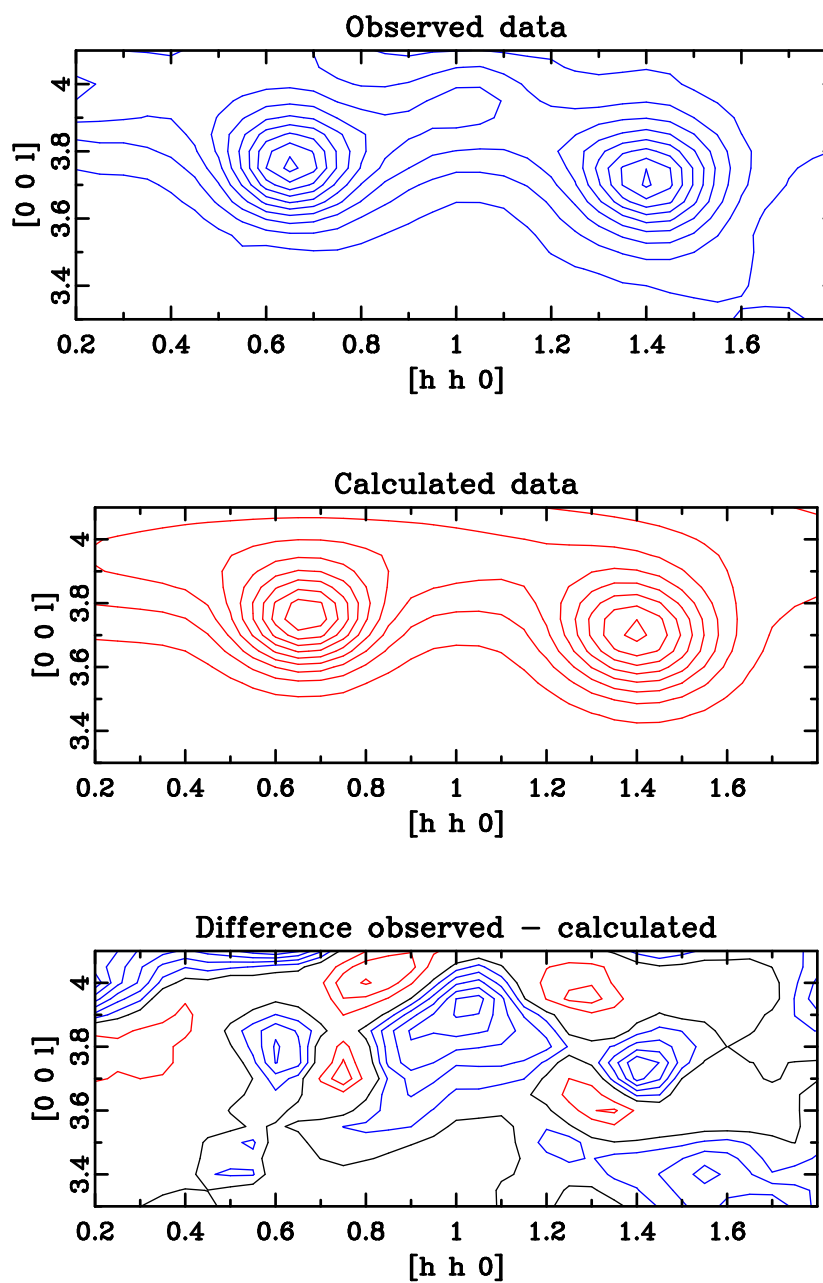 Observed data
4
3.8
3.6
3.4
[0 0 l]
0.2 0.4 0.6 0.8 1 1.2 1.4 1.6
[h h 0]
Calculated data
4
3.8
3.6
3.4
[0 0 l]
0.2 0.4 0.6 0.8 1 1.2 1.4 1.6
[h h 0]
Difference observed − calculated
4
3.8
3.6
3.4
[0 0 l]
0.2 0.4 0.6 0.8 1 1.2 1.4 1.6
[h h 0]